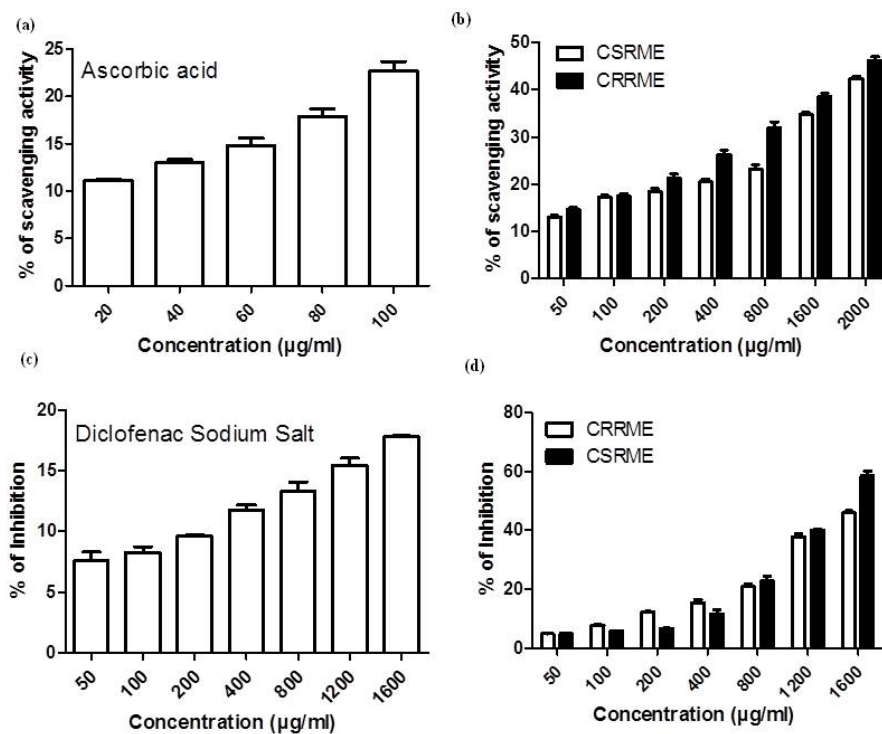 (a)
Ascorbic acid
% of scavenging activity
25
20
15
10
5
0
20
40
60
80
100
Concentration (µg/ml)
(b)
CSRME
CRRME
% of scavenging activity
50
40
30
20
10
0
50
100
200
400
800
1600
2000
Concentration (µg/ml)
(c)
Diclofenac Sodium Salt
% of Inhibition
20
15
10
5
0
50
100
200
400
800
1200
1600
Concentration (µg/ml)
(d)
CRRME
CSRME
% of Inhibition
80
60
40
20
0
50
100
200
400
800
1200
1600
Concentration (µg/ml)